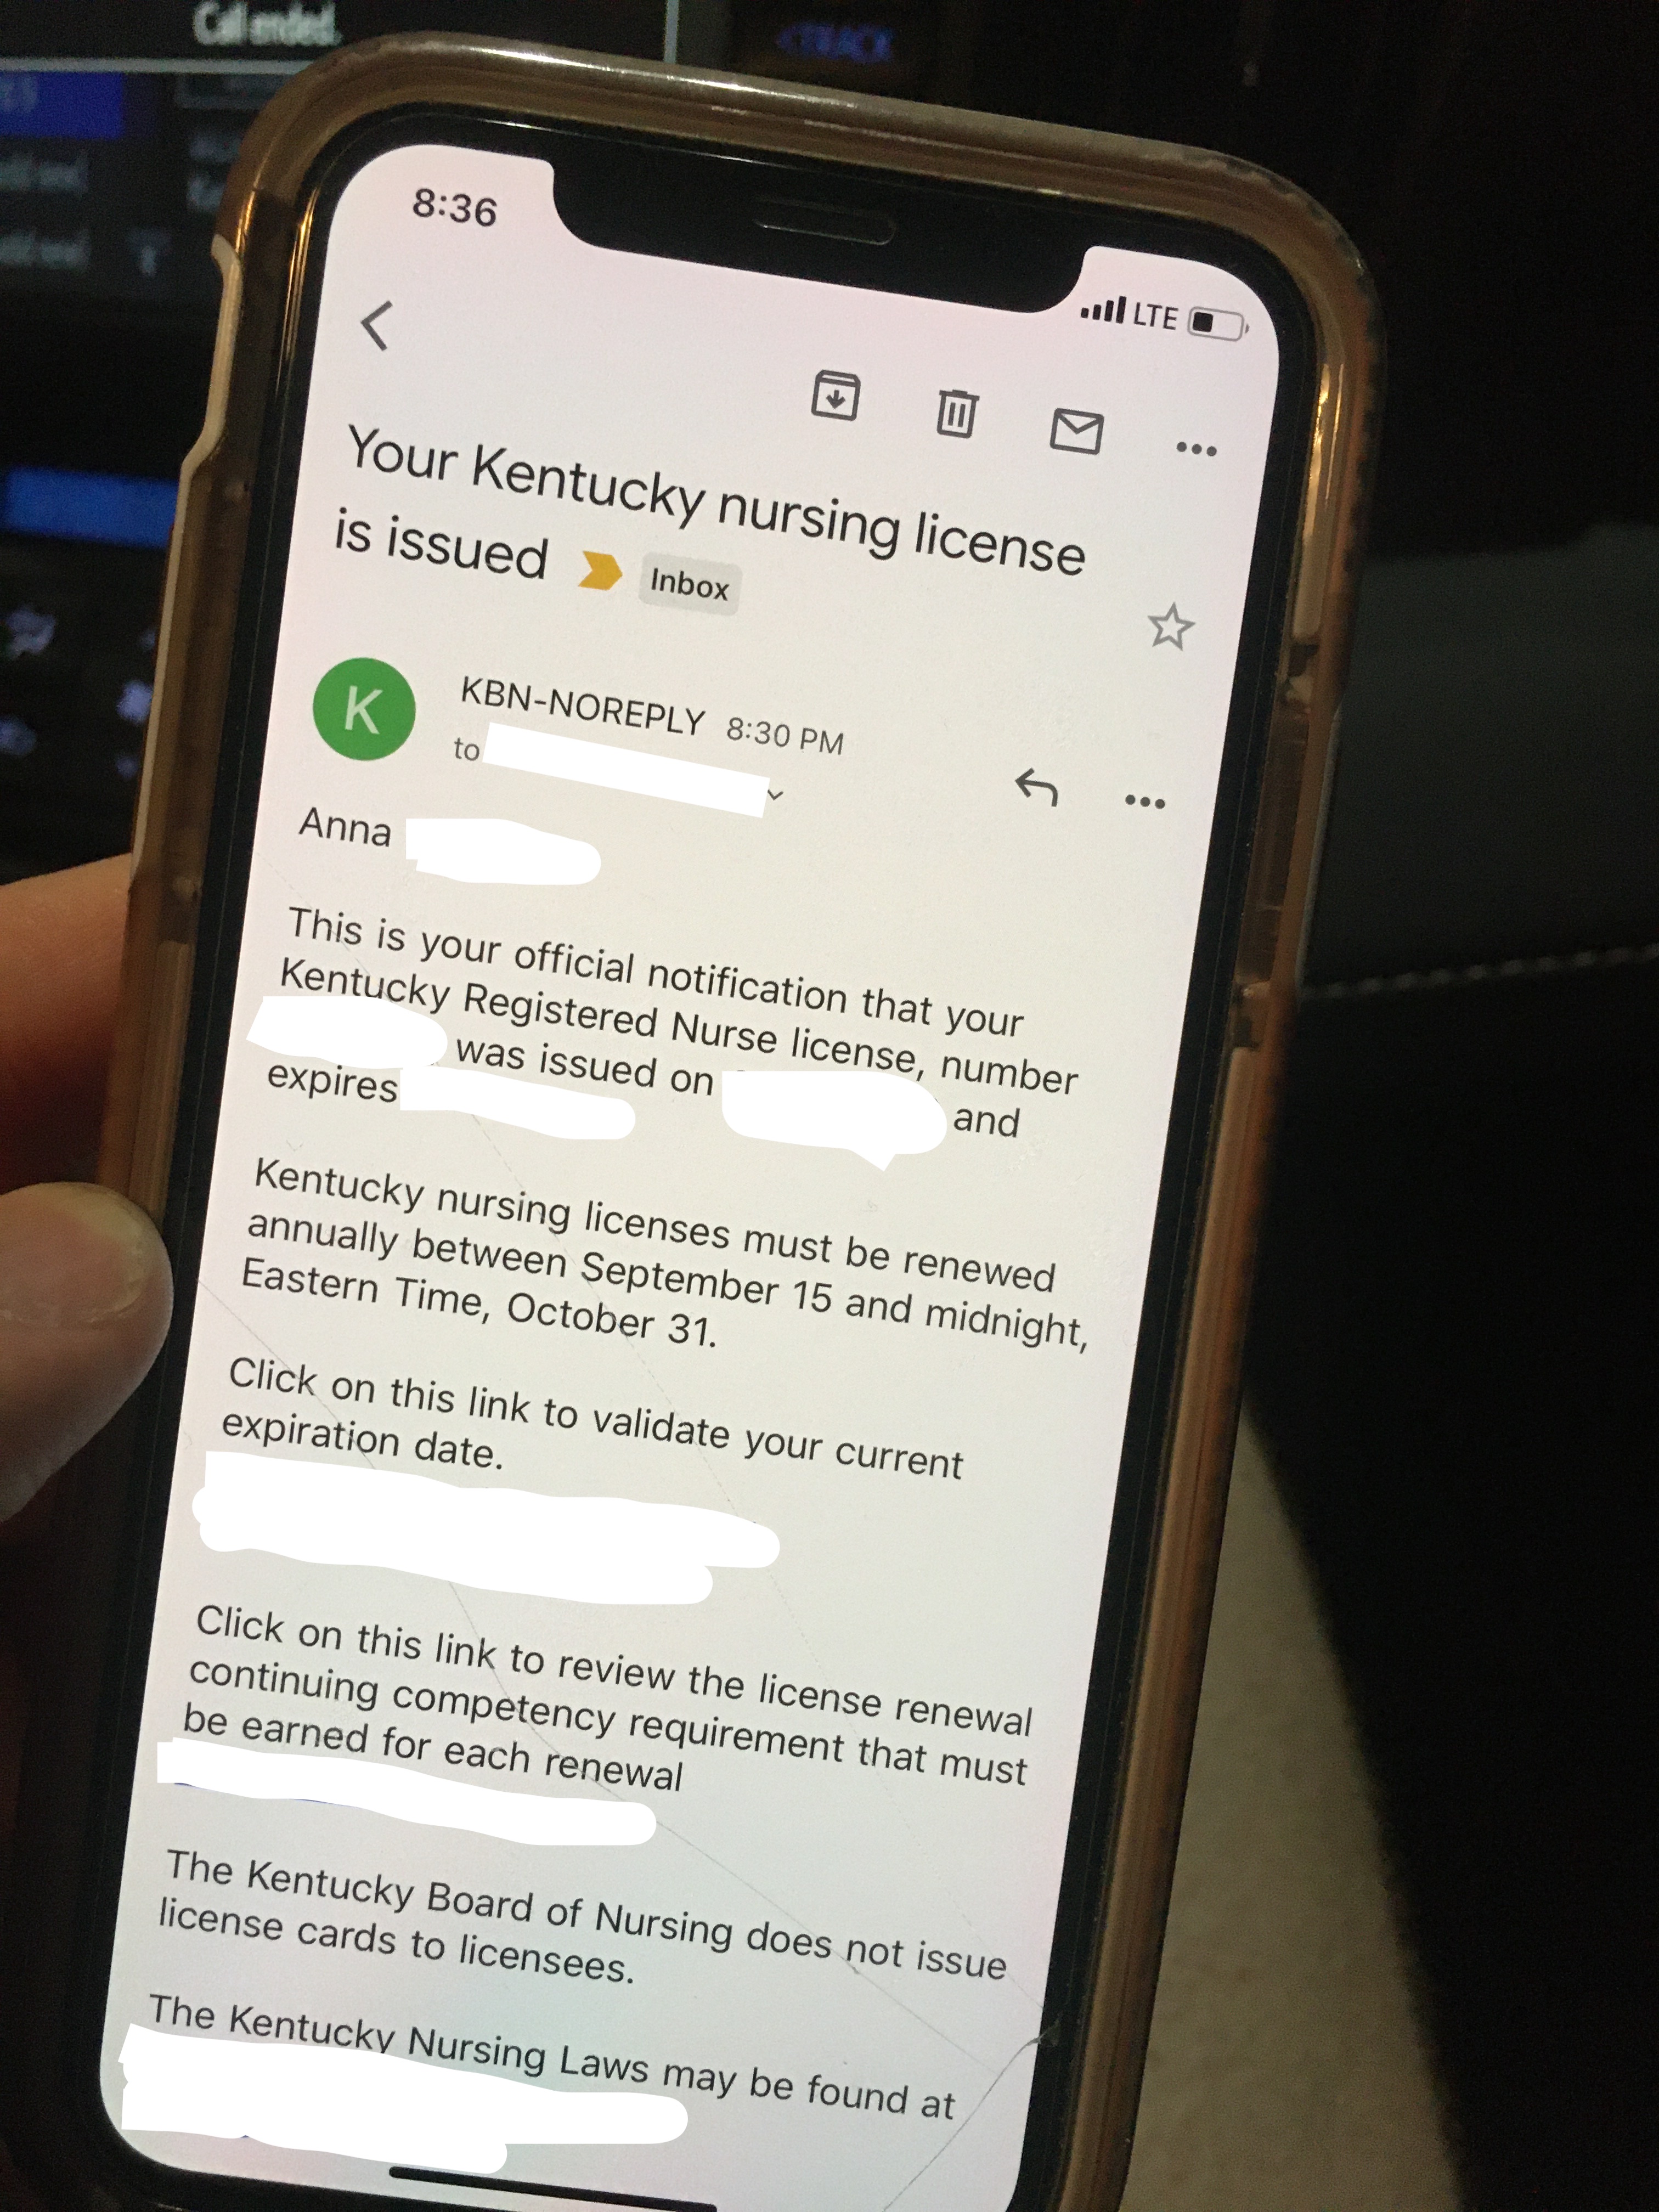 Call ended.
<TRACK
8:36
LTE
Your Kentucky nursing license
is issued Inbox
K
KBN-NOREPLY 8:30 PM
to
Anna
This is your official notification that your
Kentucky Registered Nurse license, number
was issued on and
expires
Kentucky nursing licenses must be renewed
annually between September 15 and midnight,
Eastern Time, October 31.
Click on this link to validate your current
expiration date.
Click on this link to review the license renewal
continuing competency requirement that must
be earned for each renewal
The Kentucky Board of Nursing does not issue
license cards to licensees.
The Kentucky Nursing Laws may be found at